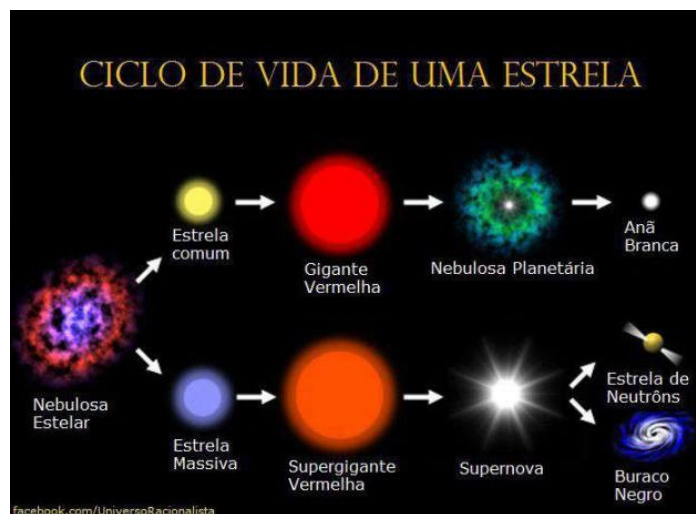 CICLO DE VIDA DE UMA ESTRELA
Estrela
comum
Gigante
Vermelha
Nebulosa Planetária
Anã
Branca
Nebulosa
Estelar
Estrela
Massiva
Supergigante
Vermelha
Supernova
Estrela de
Neutrôns
Buraco
Negro
facebook.com/UniversoRacionalista